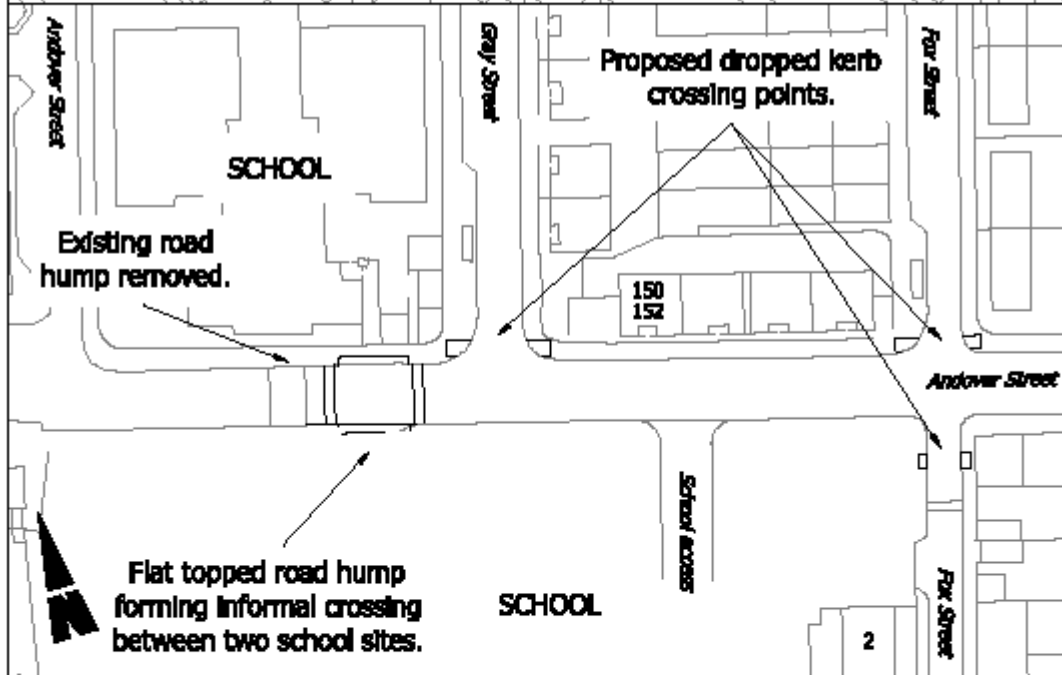 Andover Street
Gray Street
Proposed dropped kerb
crossing points.
Fox Street
SCHOOL
Existing road
hump removed.
150
152
Andover Street
School access
Flat topped road hump
forming informal crossing
between two school sites.
SCHOOL
Fox Street
2
N